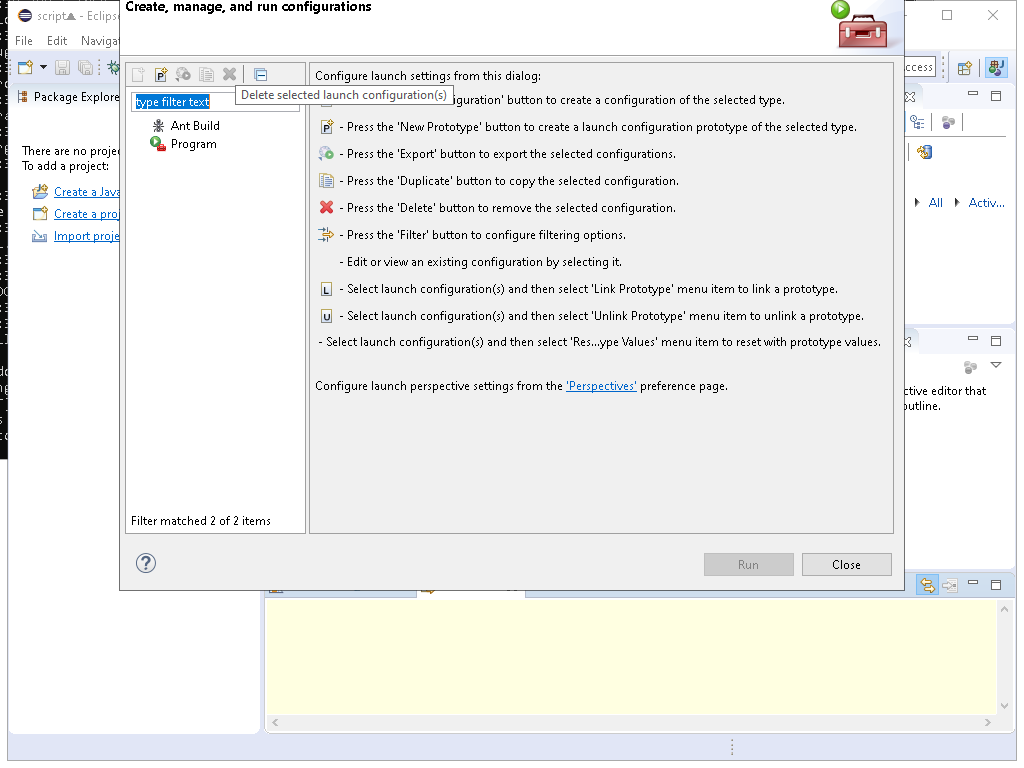 Create, manage, and run configurations
script - Eclips
File Edit Navigat
ccess
Package Explore
Configure launch settings from this dialog:
type filter text
Delete selected launch configuration(s)
guration' button to create a configuration of the selected type.
Ant Build
Program
P - Press the 'New Prototype' button to create a launch configuration prototype of the selected type.
- Press the 'Export' button to export the selected configurations.
- Press the 'Duplicate' button to copy the selected configuration.
- Press the 'Delete' button to remove the selected configuration.
- Press the 'Filter' button to configure filtering options.
- Edit or view an existing configuration by selecting it.
L - Select launch configuration(s) and then select 'Link Prototype' menu item to link a prototype.
U - Select launch configuration(s) and then select 'Unlink Prototype' menu item to unlink a prototype.
- Select launch configuration(s) and then select 'Res...ype Values' menu item to reset with prototype values.
Configure launch perspective settings from the 'Perspectives' preference page.
There are no projec
To add a project:
Create a Java
Create a proj
Import proje
All Activ...
ctive editor that
outline.
Filter matched 2 of 2 items
?
Run
Close